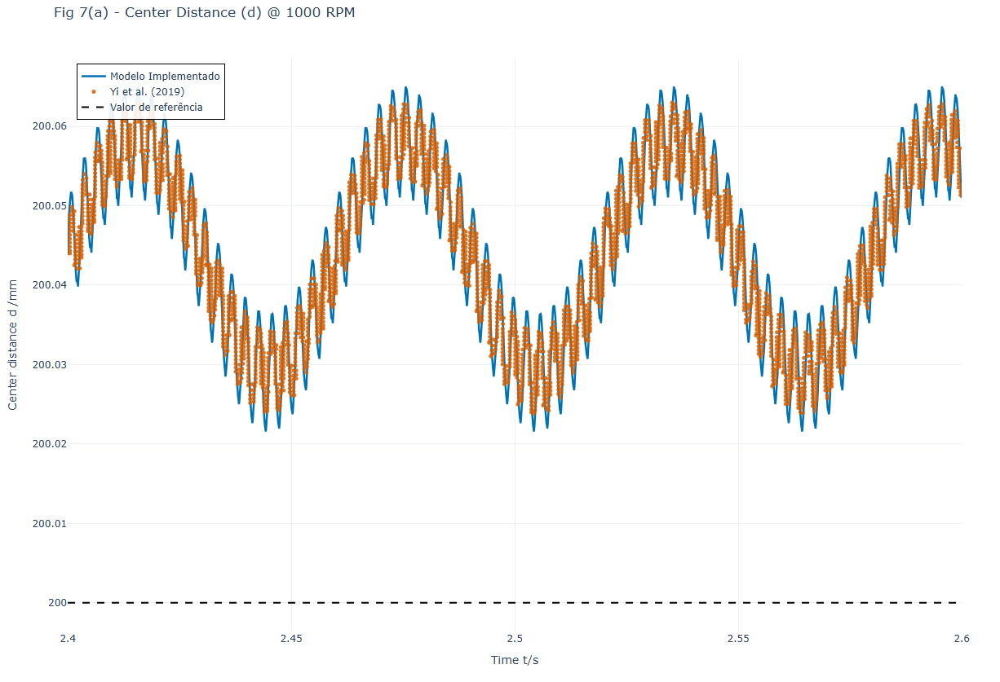 Fig 7(a) - Center Distance (d) @ 1000 RPM
Modelo Implementado
Yi et al. (2019)
Valor de referência
Center distance d /mm
200.06
200.05
200.04
200.03
200.02
200.01
200
2.4
2.45
2.5
2.55
2.6
Time t/s